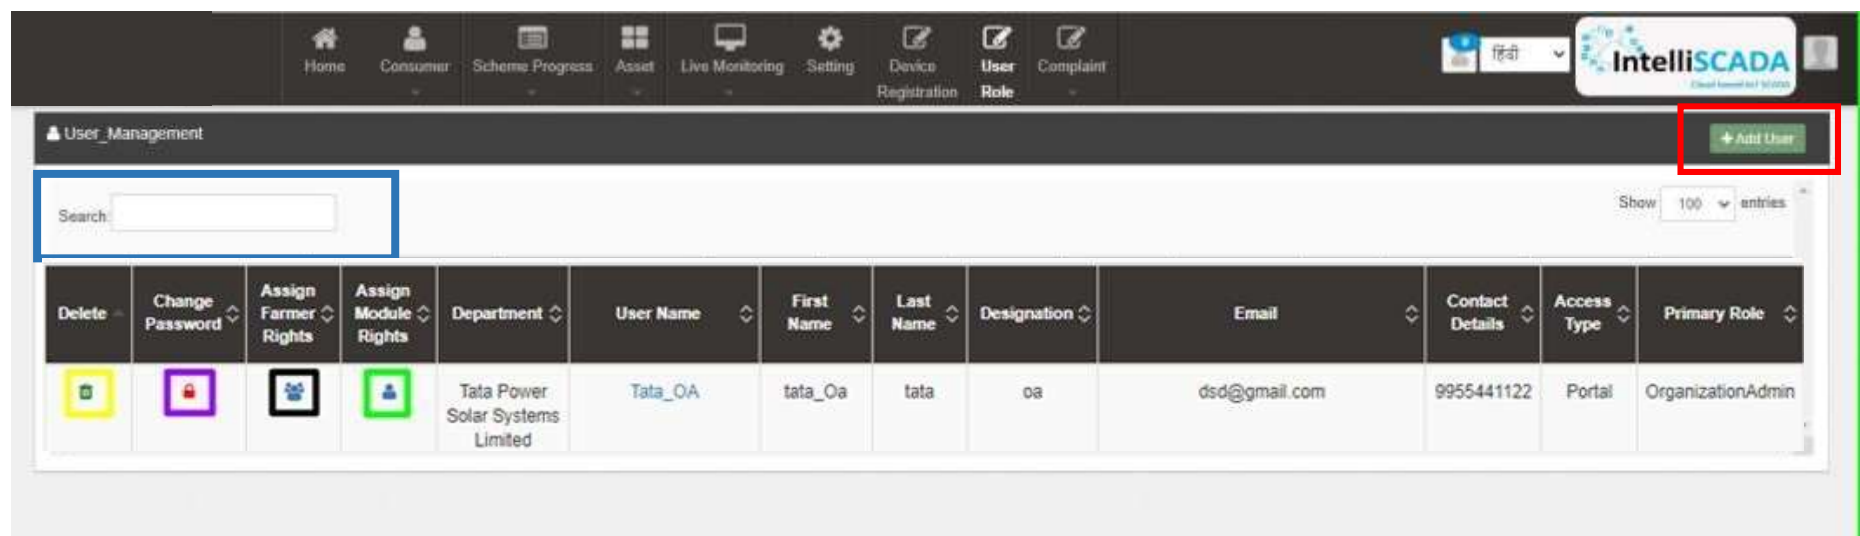 Home
Consumer
Scheme Progress
Asset
Live Monitoring
Setting
Device
Registration
User
Role
Complaint
हिंदी
IntelliSCADA
User_Management
+ Add User
Search:
Show 100 entries
Delete
Change
Password
Assign
Farmer
Rights
Assign
Module
Rights
Department
User Name
First
Name
Last
Name
Designation
Email
Contact
Details
Access
Type
Primary Role
Tata Power
Solar Systems
Limited
Tata_OA
tata_Oa
tata
oa
dsd@gmail.com
9955441122
Portal
OrganizationAdmin